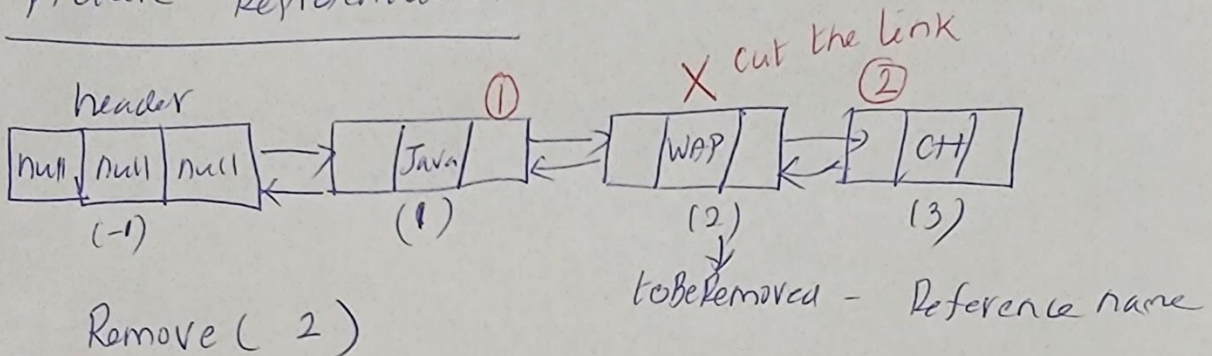 X cut the link
header ① ②
null null null Java WAP C++
(-1) (1) (2) (3)
toBeRemoved - Reference name
Remove ( 2 )